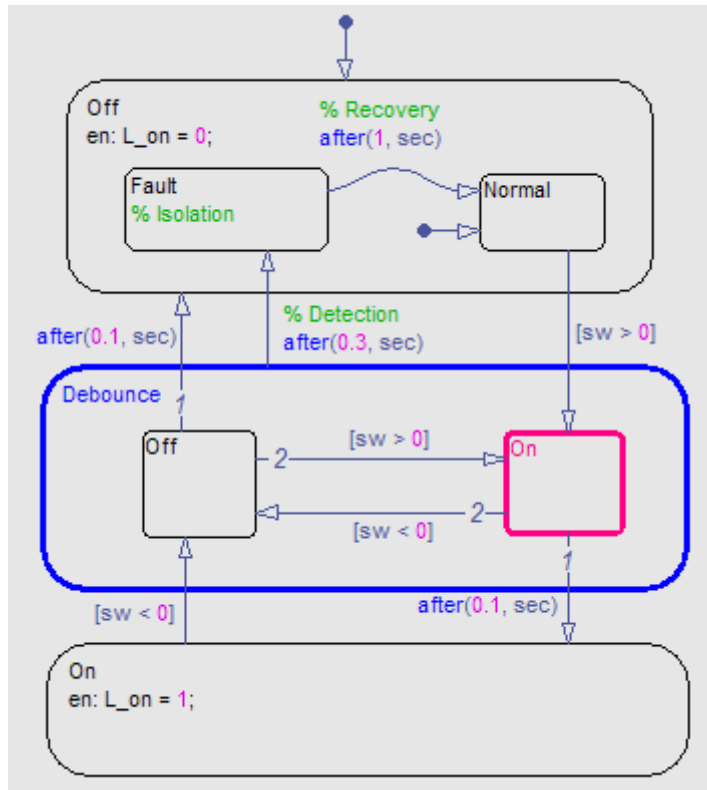 Off
en: L_on = 0;
% Recovery
after(1, sec)
Fault
% Isolation
Normal
after(0.1, sec)
% Detection
after(0.3, sec)
[sw > 0]
Debounce
1
Off
2
[sw > 0]
On
[sw < 0]
2
1
[sw < 0]
after(0.1, sec)
On
en: L_on = 1;